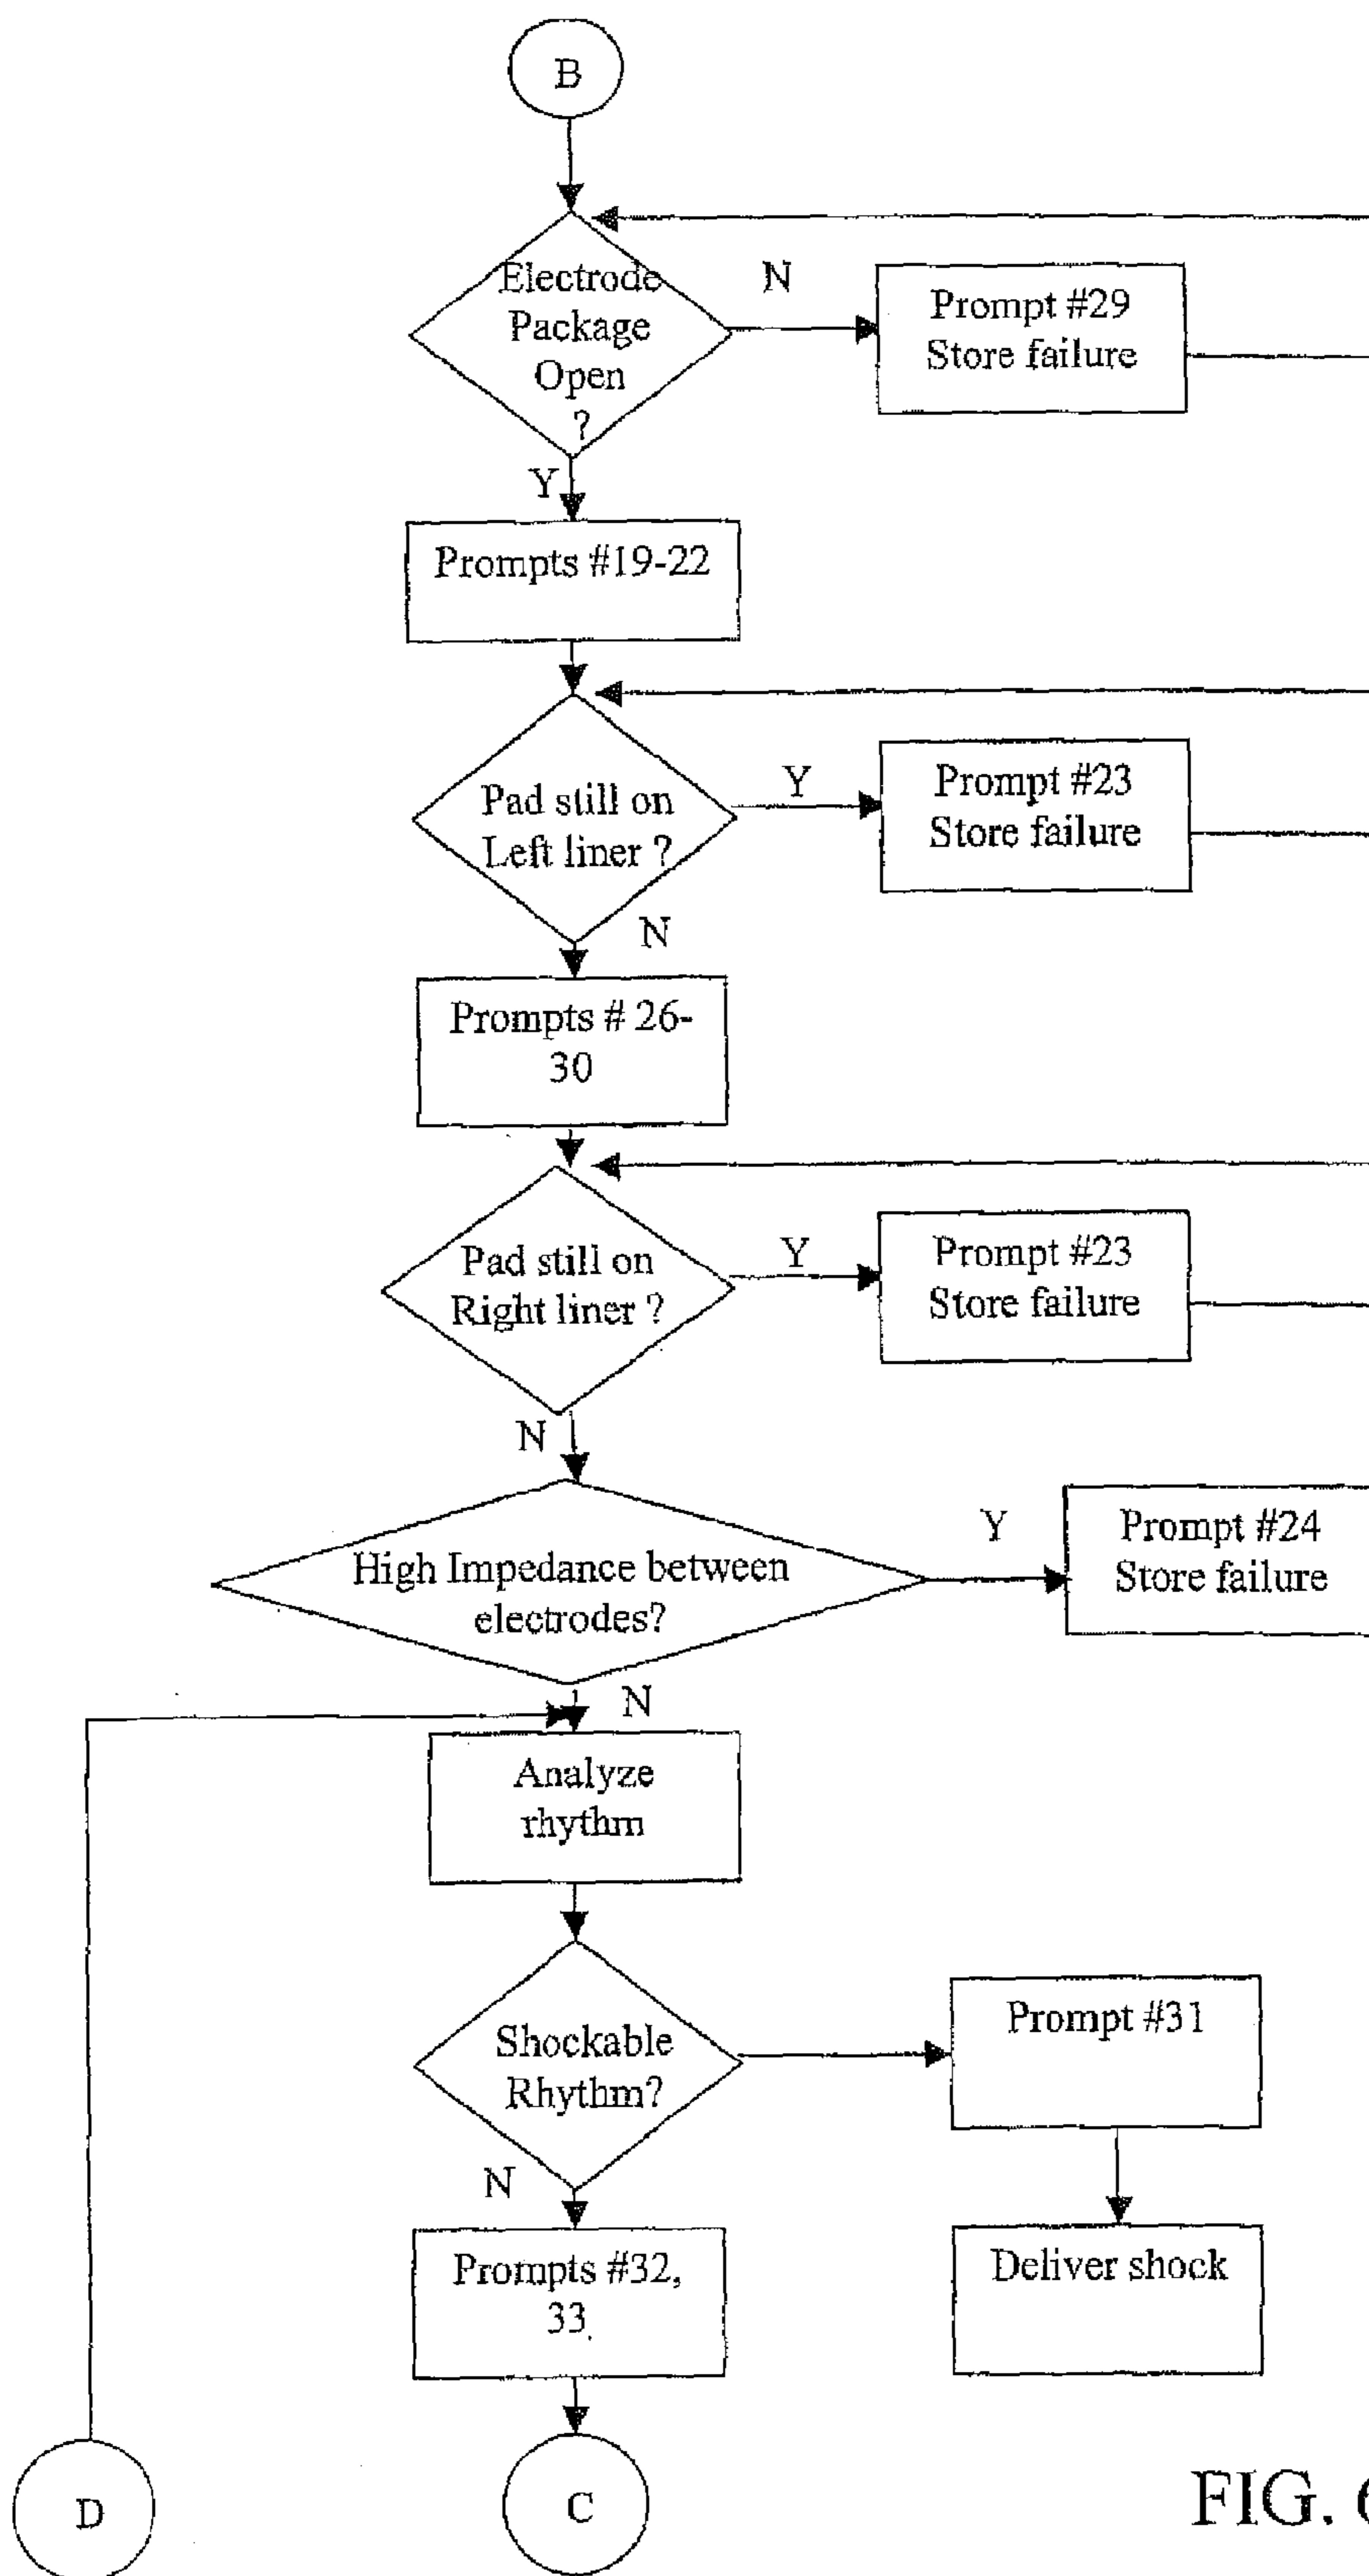 B
Electrode
Package
Open
?
N
Prompt #29
Store failure
Y
Prompts #19-22
Pad still on
Left liner ?
Y
Prompt #23
Store failure
N
Prompts # 26-
30
Pad still on
Right liner ?
Y
Prompt #23
Store failure
N
High Impedance between
electrodes?
Y
Prompt #24
Store failure
N
Analyze
rhythm
Shockable
Rhythm?
Prompt #31
N
Deliver shock
Prompts #32,
33
D
C
FIG.